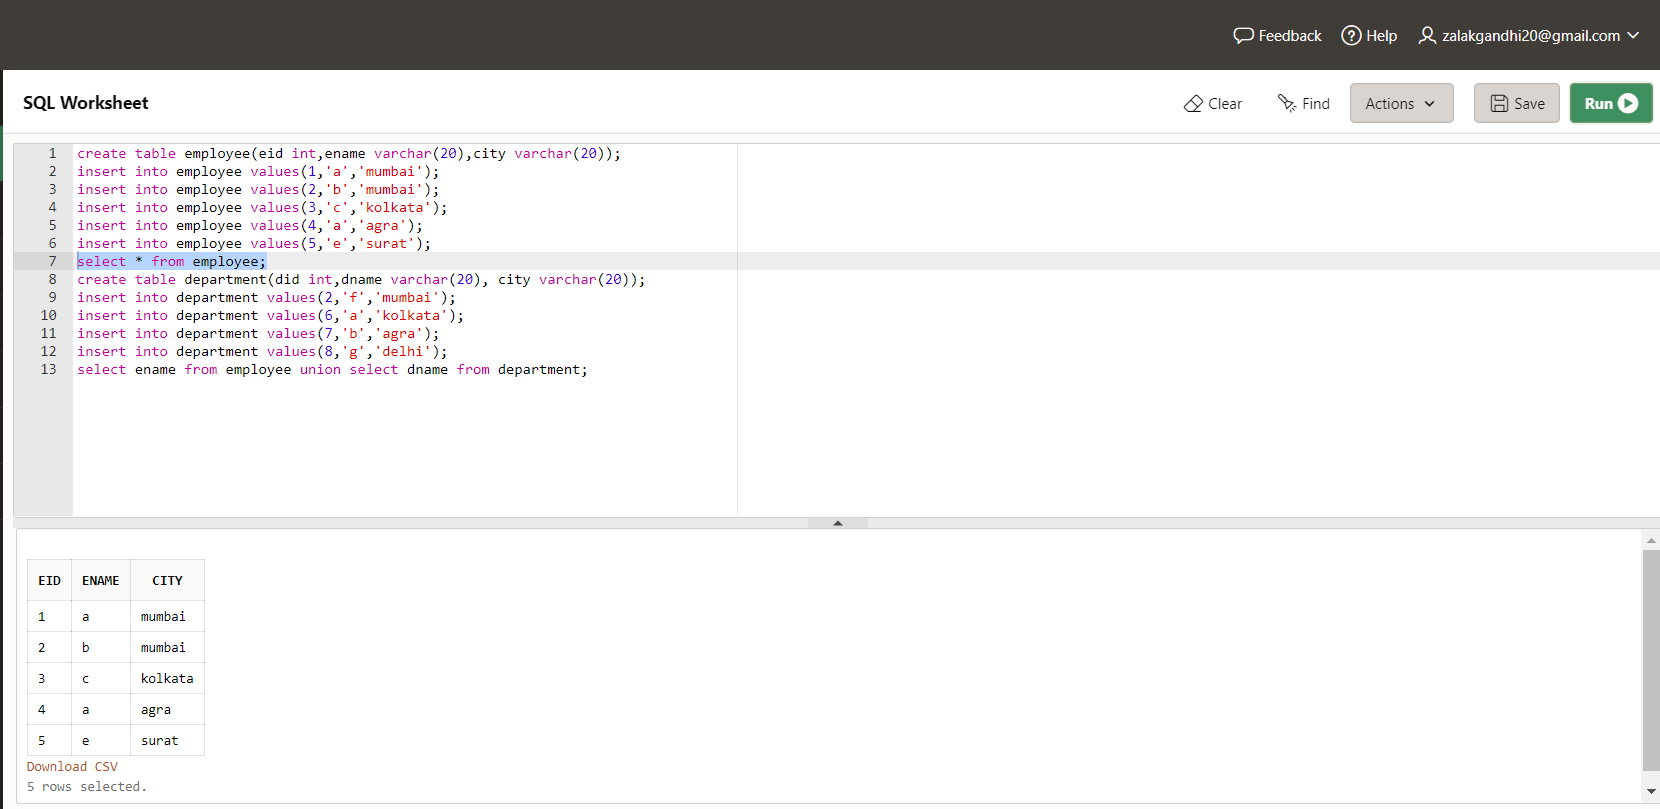 Feedback Help zalakgandhi20@gmail.com
SQL Worksheet Clear Find Actions Save Run
1 create table employee(eid int,ename varchar(20),city varchar(20));
2 insert into employee values(1,'a','mumbai');
3 insert into employee values(2,'b','mumbai');
4 insert into employee values(3,'c','kolkata');
5 insert into employee values(4,'a','agra');
6 insert into employee values(5,'e','surat');
7 select * from employee;
8 create table department(did int,dname varchar(20), city varchar(20));
9 insert into department values(2,'f','mumbai');
10 insert into department values(6,'a','kolkata');
11 insert into department values(7,'b','agra');
12 insert into department values(8,'g','delhi');
13 select ename from employee union select dname from department;
EID ENAME CITY
1 a mumbai
2 b mumbai
3 c kolkata
4 a agra
5 e surat
Download CSV
5 rows selected.